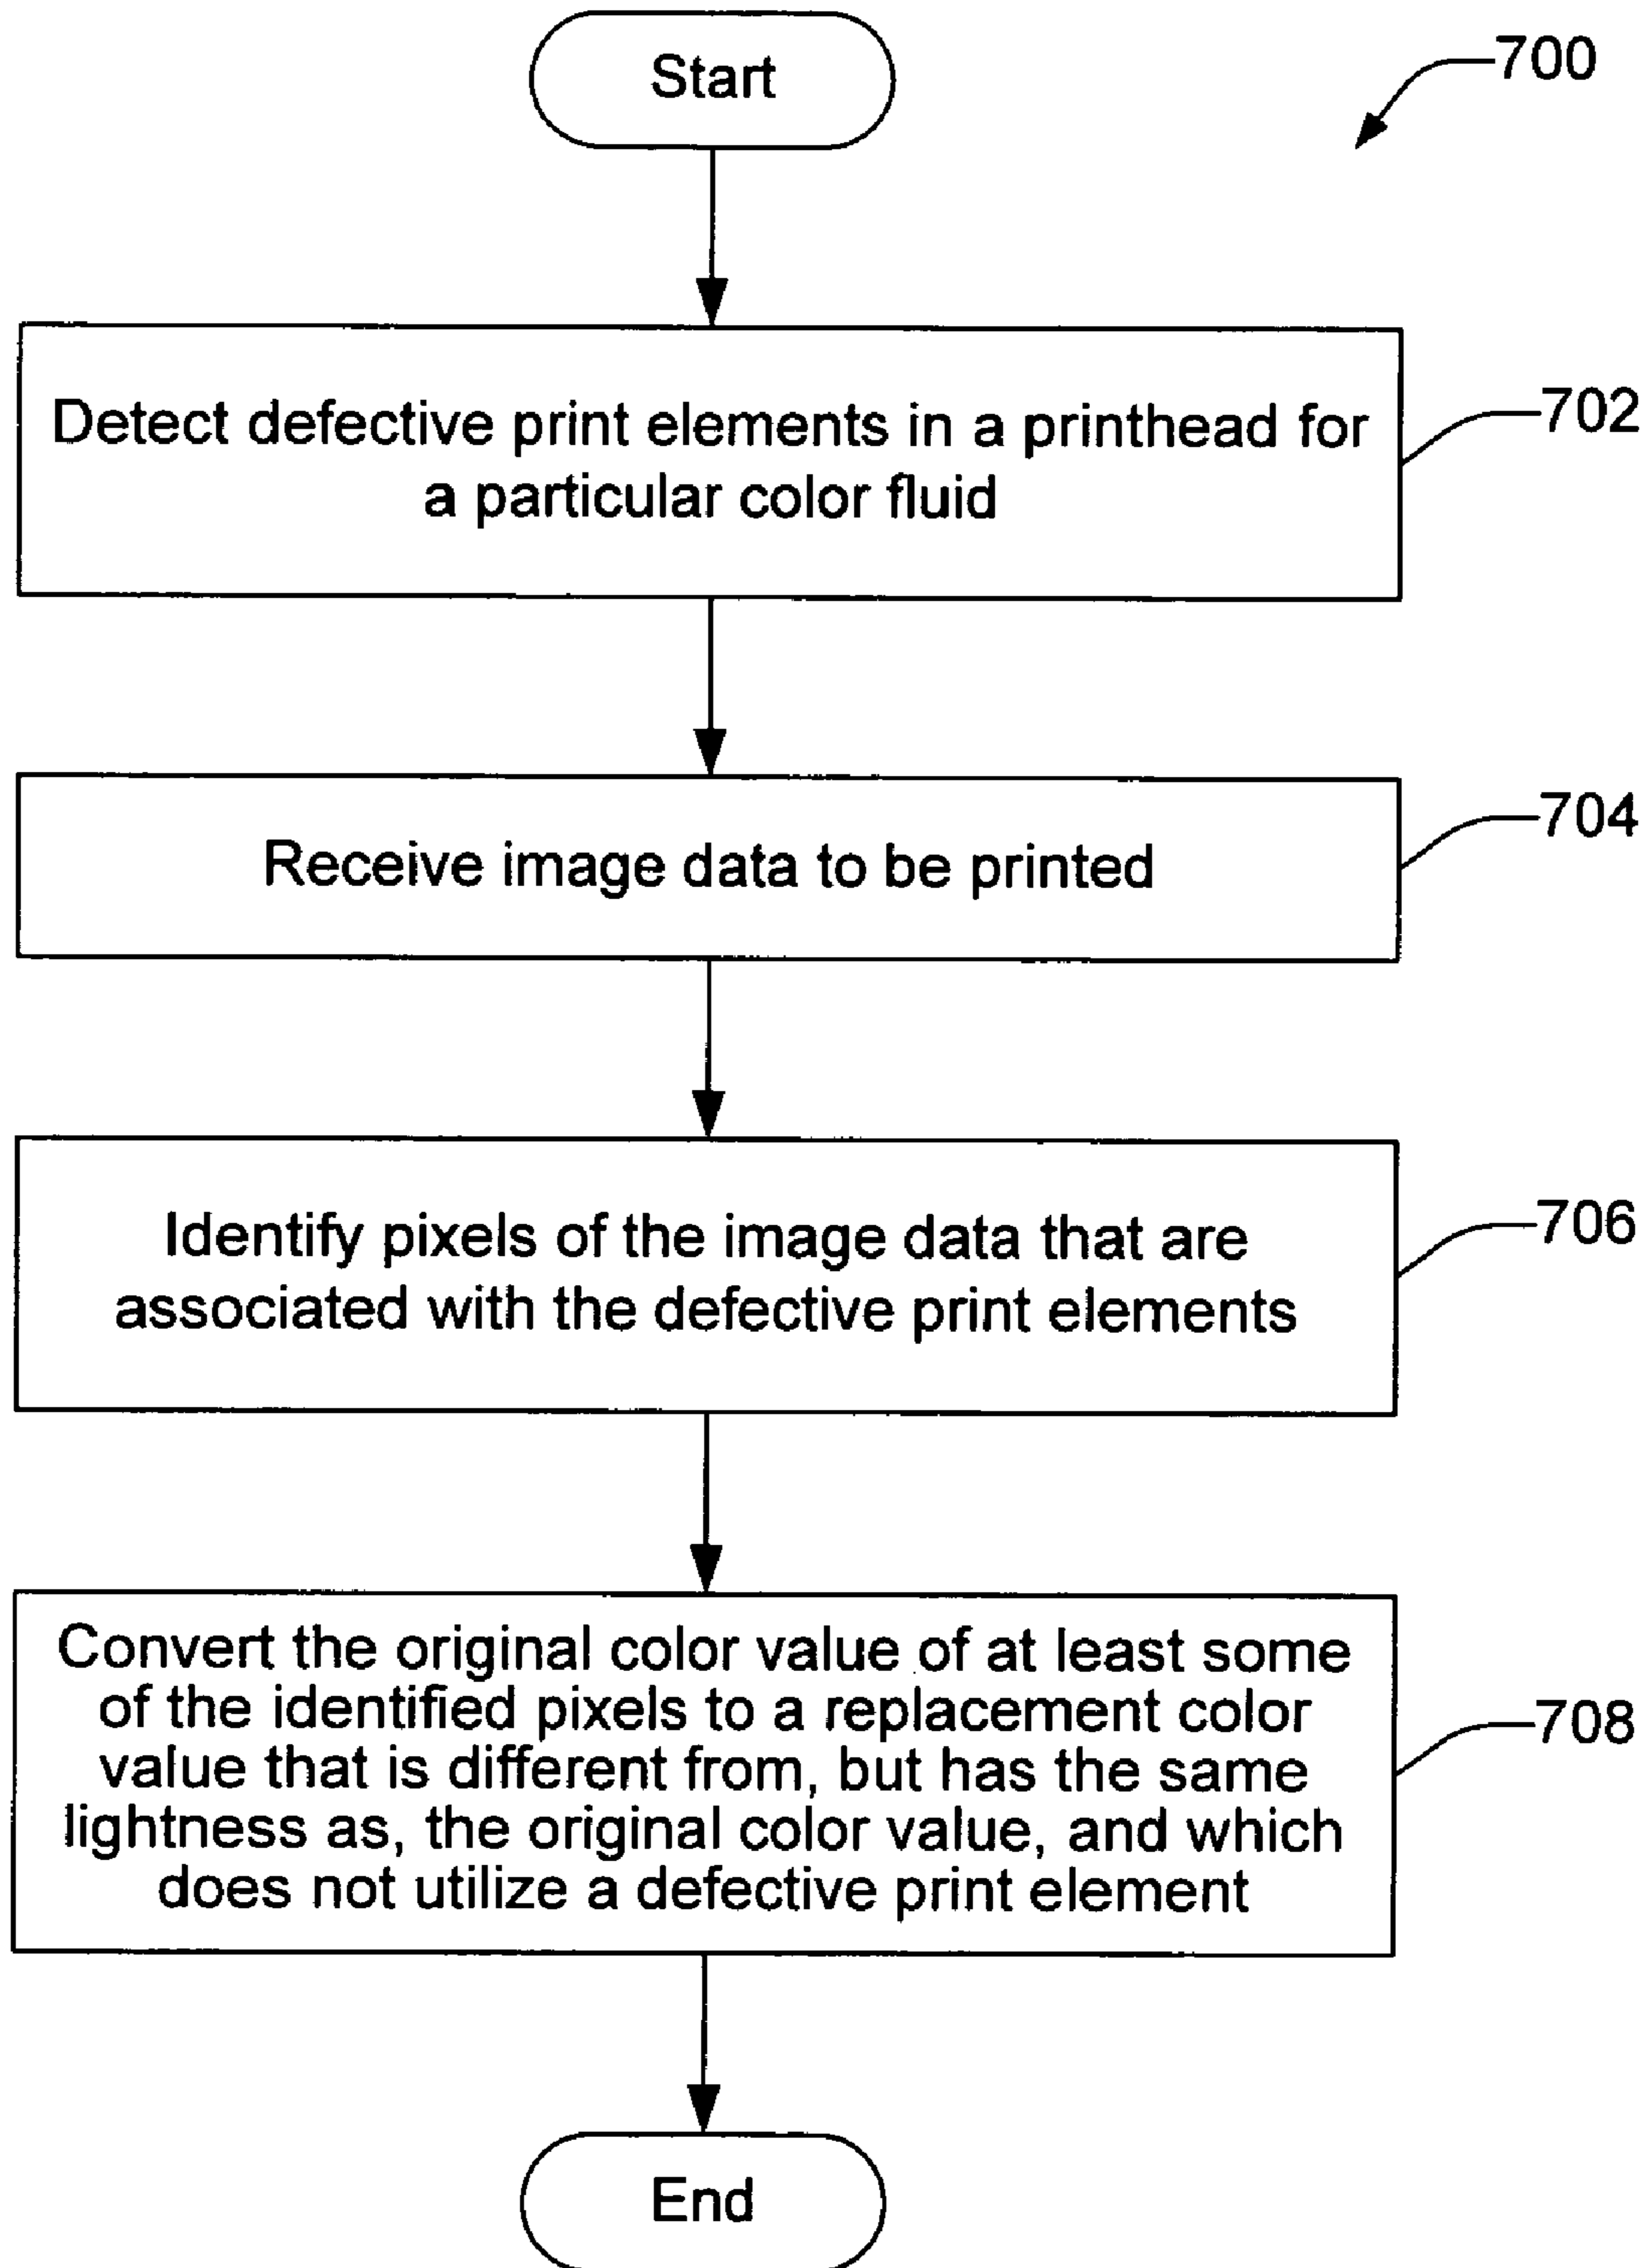 Start
700
Detect defective print elements in a printhead for
a particular color fluid
702
Receive image data to be printed
704
Identify pixels of the image data that are
associated with the defective print elements
706
Convert the original color value of at least some
of the identified pixels to a replacement color
value that is different from, but has the same
lightness as, the original color value, and which
does not utilize a defective print element
708
End